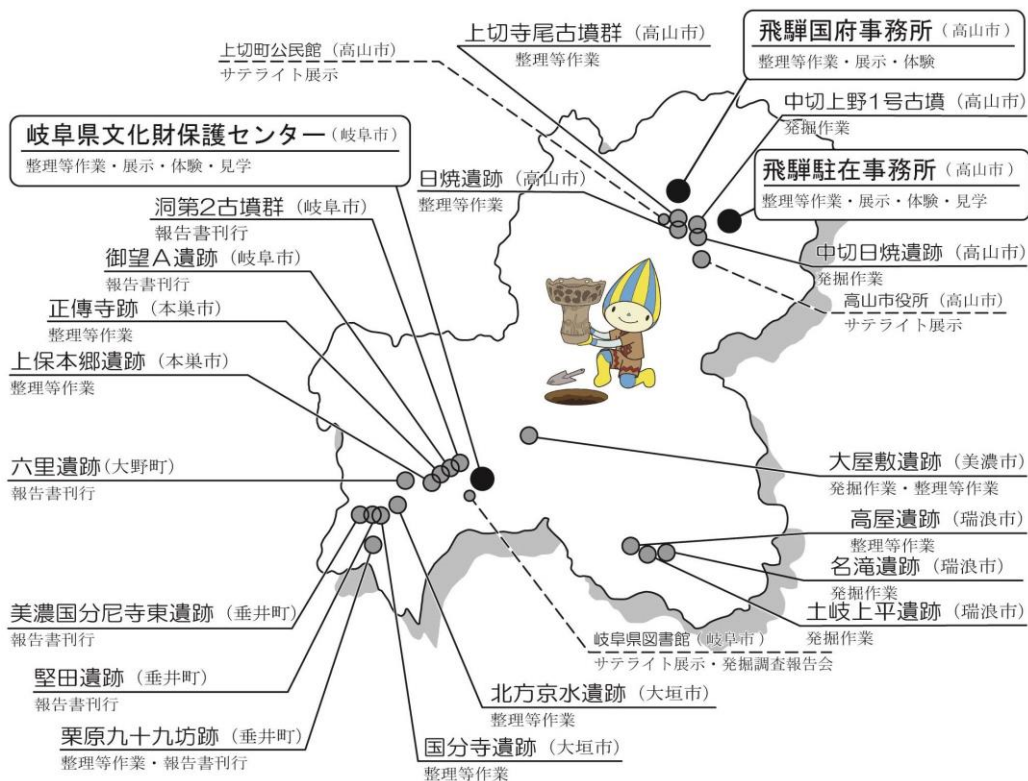 上切町公民館（高山市）
サテライト展示
上切寺尾古墳群（高山市）
整理等作業
飛騨国府事務所（高山市）
整理等作業・展示・体験
中切上野1号古墳（高山市）
発掘作業
岐阜県文化財保護センター（岐阜市）
整理等作業・展示・体験・見学
日焼遺跡（高山市）
整理等作業
飛騨駐在事務所（高山市）
整理等作業・展示・体験・見学
洞第2古墳群（岐阜市）
報告書刊行
御望A遺跡（岐阜市）
報告書刊行
中切日焼遺跡（高山市）
発掘作業
正傳寺跡（本巣市）
整理等作業
高山市役所（高山市）
サテライト展示
上保本郷遺跡（本巣市）
整理等作業
六里遺跡（大野町）
報告書刊行
大屋敷遺跡（美濃市）
発掘作業・整理等作業
高屋遺跡（瑞浪市）
整理等作業
名滝遺跡（瑞浪市）
発掘作業
土岐上平遺跡（瑞浪市）
発掘作業
美濃国分尼寺東遺跡（垂井町）
報告書刊行
岐阜県図書館（岐阜市）
サテライト展示・発掘調査報告会
堅田遺跡（垂井町）
報告書刊行
北方京水遺跡（大垣市）
整理等作業
栗原九十九坊跡（垂井町）
整理等作業・報告書刊行
国分寺遺跡（大垣市）
整理等作業